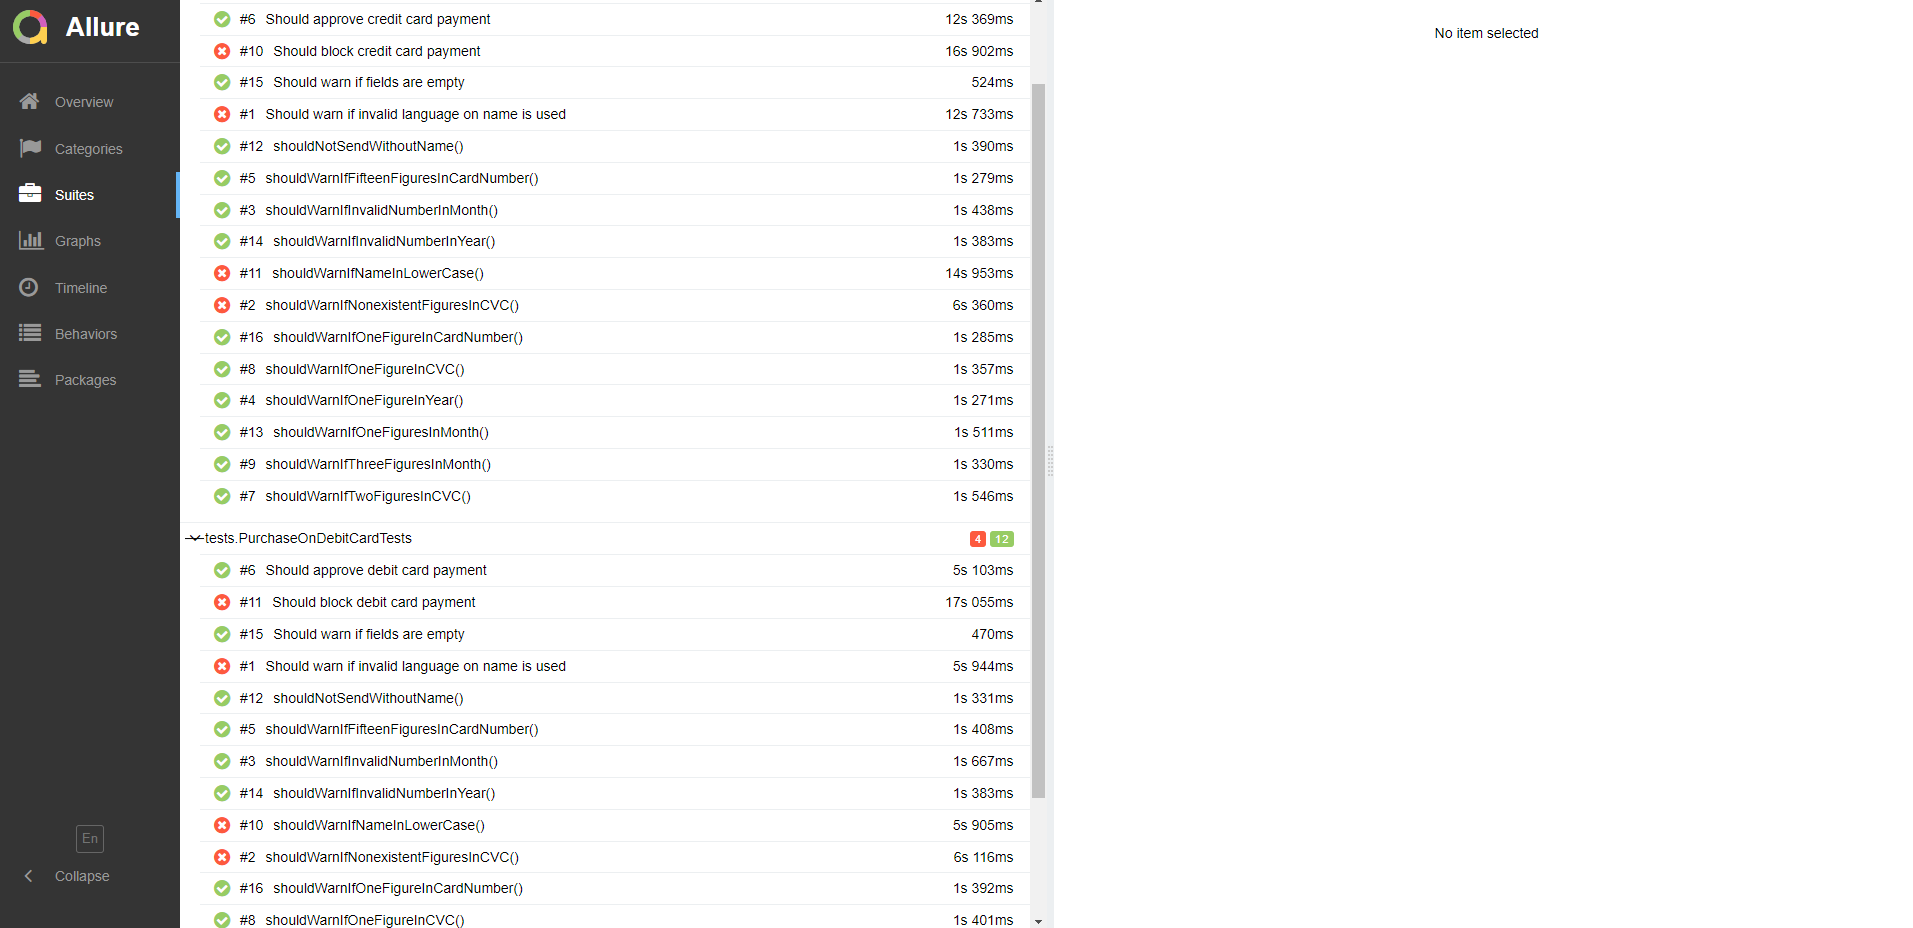 Allure
Overview
Categories
Suites
Graphs
Timeline
Behaviors
Packages
En
Collapse
#6 Should approve credit card payment 12s 369ms
#10 Should block credit card payment 16s 902ms
#15 Should warn if fields are empty 524ms
#1 Should warn if invalid language on name is used 12s 733ms
#12 shouldNotSendWithoutName() 1s 390ms
#5 shouldWarnIfFifteenFiguresInCardNumber() 1s 279ms
#3 shouldWarnIfInvalidNumberInMonth() 1s 438ms
#14 shouldWarnIfInvalidNumberInYear() 1s 383ms
#11 shouldWarnIfNameInLowerCase() 14s 953ms
#2 shouldWarnIfNonexistentFiguresInCVC() 6s 360ms
#16 shouldWarnIfOneFigureInCardNumber() 1s 285ms
#8 shouldWarnIfOneFigureInCVC() 1s 357ms
#4 shouldWarnIfOneFigureInYear() 1s 271ms
#13 shouldWarnIfOneFiguresInMonth() 1s 511ms
#9 shouldWarnIfThreeFiguresInMonth() 1s 330ms
#7 shouldWarnIfTwoFiguresInCVC() 1s 546ms
tests.PurchaseOnDebitCardTests 4 12
#6 Should approve debit card payment 5s 103ms
#11 Should block debit card payment 17s 055ms
#15 Should warn if fields are empty 470ms
#1 Should warn if invalid language on name is used 5s 944ms
#12 shouldNotSendWithoutName() 1s 331ms
#5 shouldWarnIfFifteenFiguresInCardNumber() 1s 408ms
#3 shouldWarnIfInvalidNumberInMonth() 1s 667ms
#14 shouldWarnIfInvalidNumberInYear() 1s 383ms
#10 shouldWarnIfNameInLowerCase() 5s 905ms
#2 shouldWarnIfNonexistentFiguresInCVC() 6s 116ms
#16 shouldWarnIfOneFigureInCardNumber() 1s 392ms
#8 shouldWarnIfOneFigureInCVC() 1s 401ms
No item selected